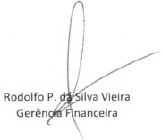 Rodolfo P. da Silva Vieira
Gerência Financeira